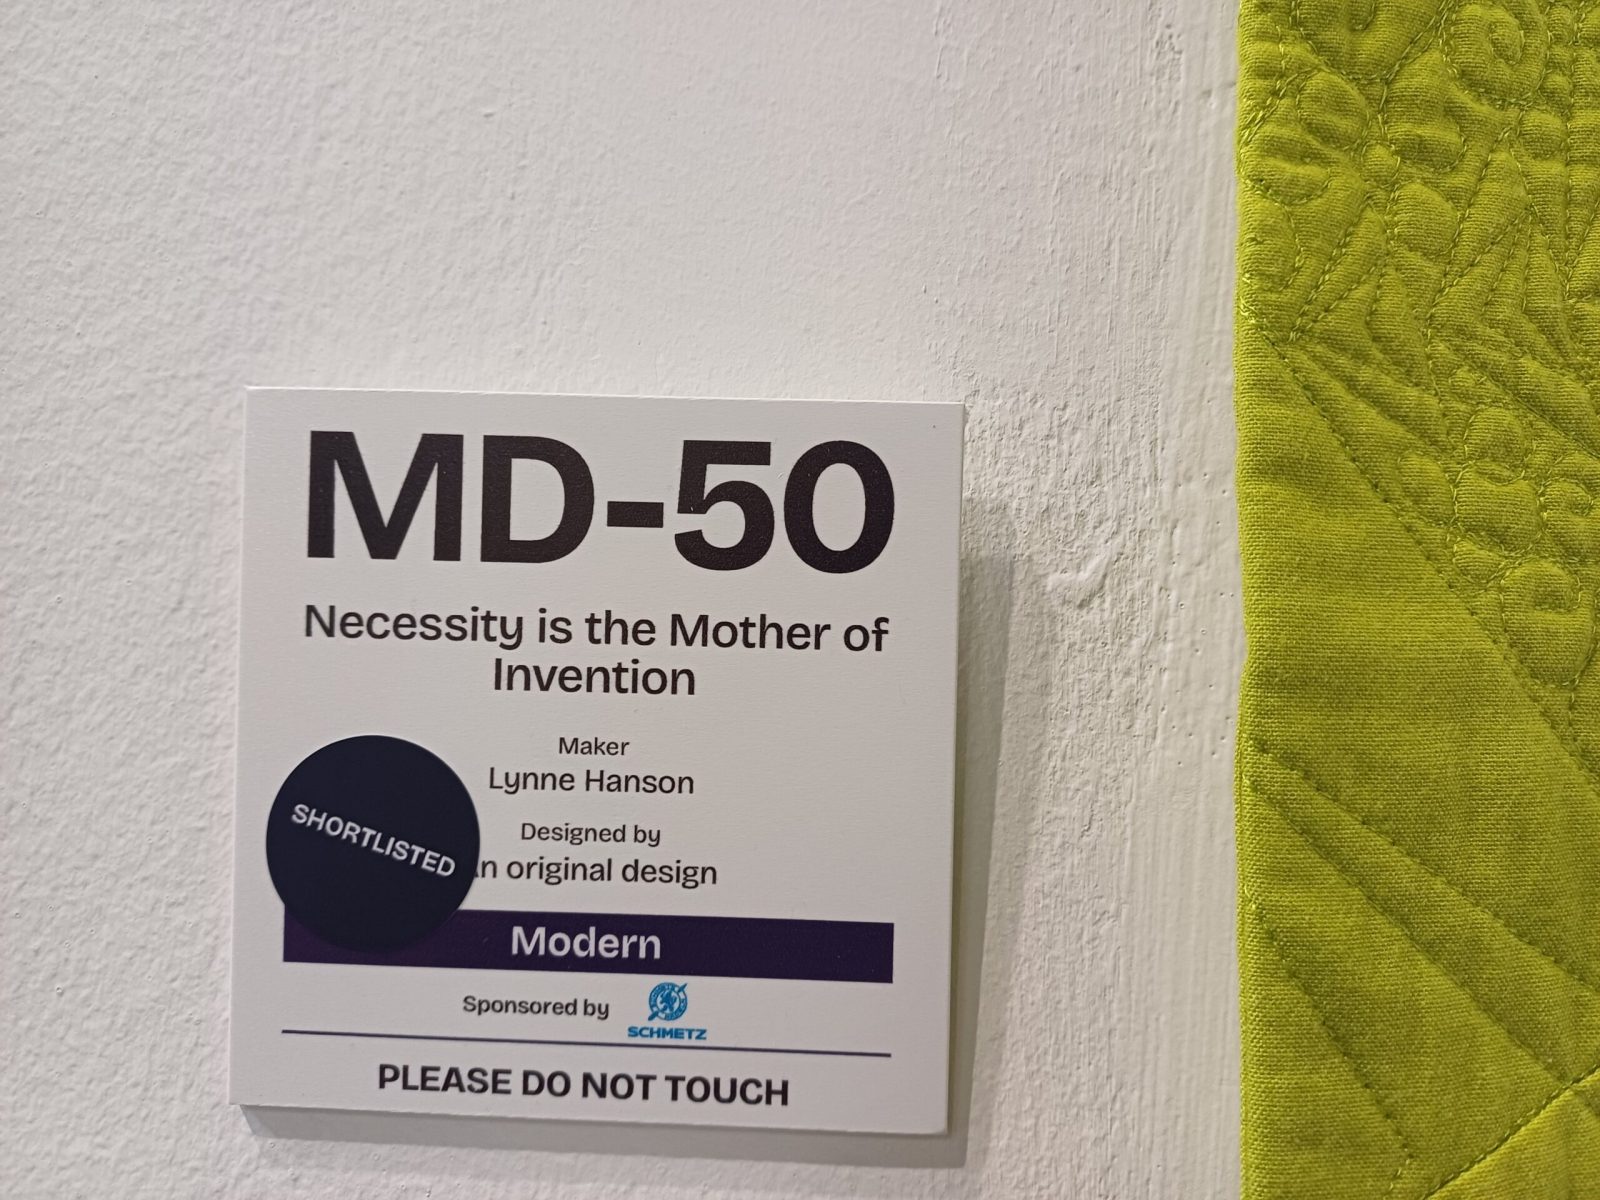 MD-50
Necessity is the Mother of
Invention
Maker
Lynne Hanson
Designed by
original design
SHORTLISTED
Modern
Sponsored by
SCHMETZ
PLEASE DO NOT TOUCH